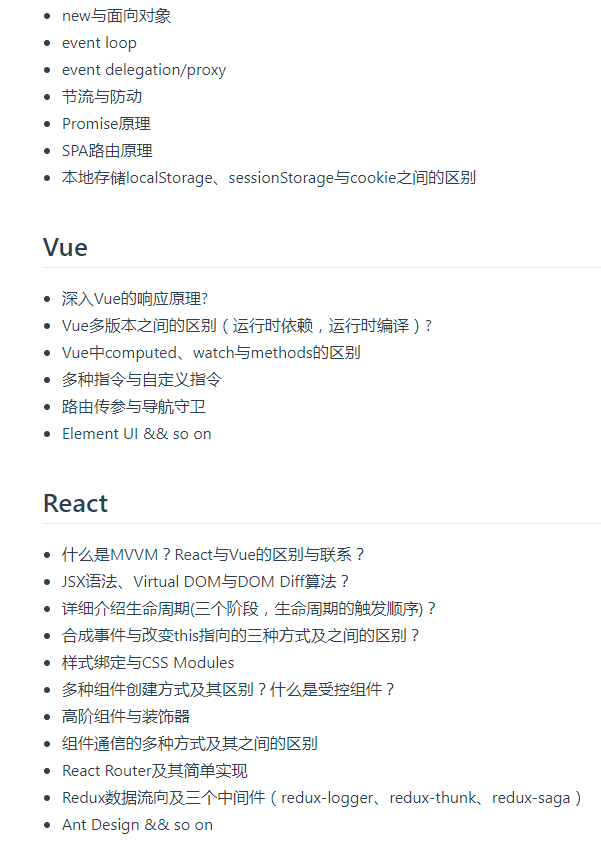 new与面向对象
event loop
event delegation/proxy
节流与防动
Promise原理
SPA路由原理
本地存储localStorage、sessionStorage与cookie之间的区别
Vue
深入Vue的响应原理?
Vue多版本之间的区别（运行时依赖，运行时编译）?
Vue中computed、watch与methods的区别
多种指令与自定义指令
路由传参与导航守卫
Element UI && so on
React
什么是MVVM？React与Vue的区别与联系？
JSX语法、Virtual DOM与DOM Diff算法？
详细介绍生命周期(三个阶段，生命周期的触发顺序)？
合成事件与改变this指向的三种方式及之间的区别？
样式绑定与CSS Modules
多种组件创建方式及其区别？什么是受控组件？
高阶组件与装饰器
组件通信的多种方式及其之间的区别
React Router及其简单实现
Redux数据流向及三个中间件（redux-logger、redux-thunk、redux-saga）
Ant Design && so on